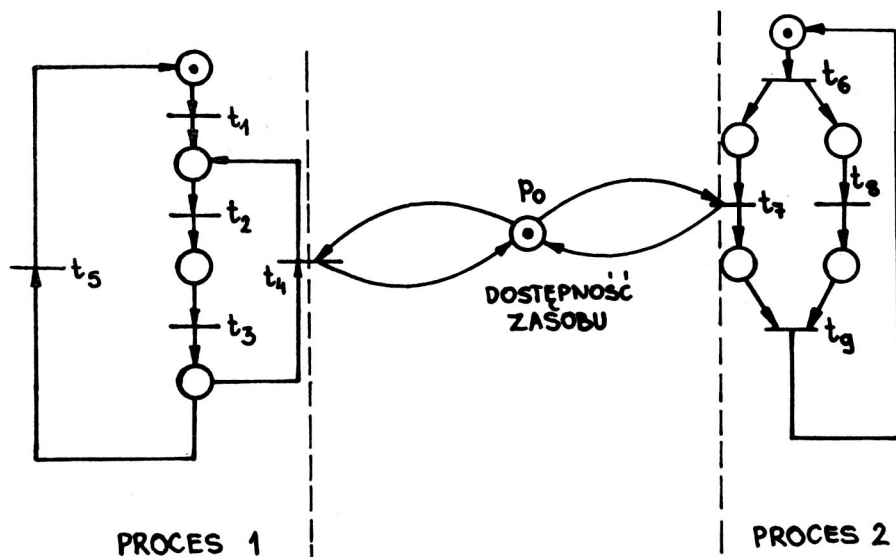 t1
t2
t3
t4
t5
p0
DOSTĘPNOŚĆ
ZASOBU
t6
t7
t8
t9
PROCES 1
PROCES 2